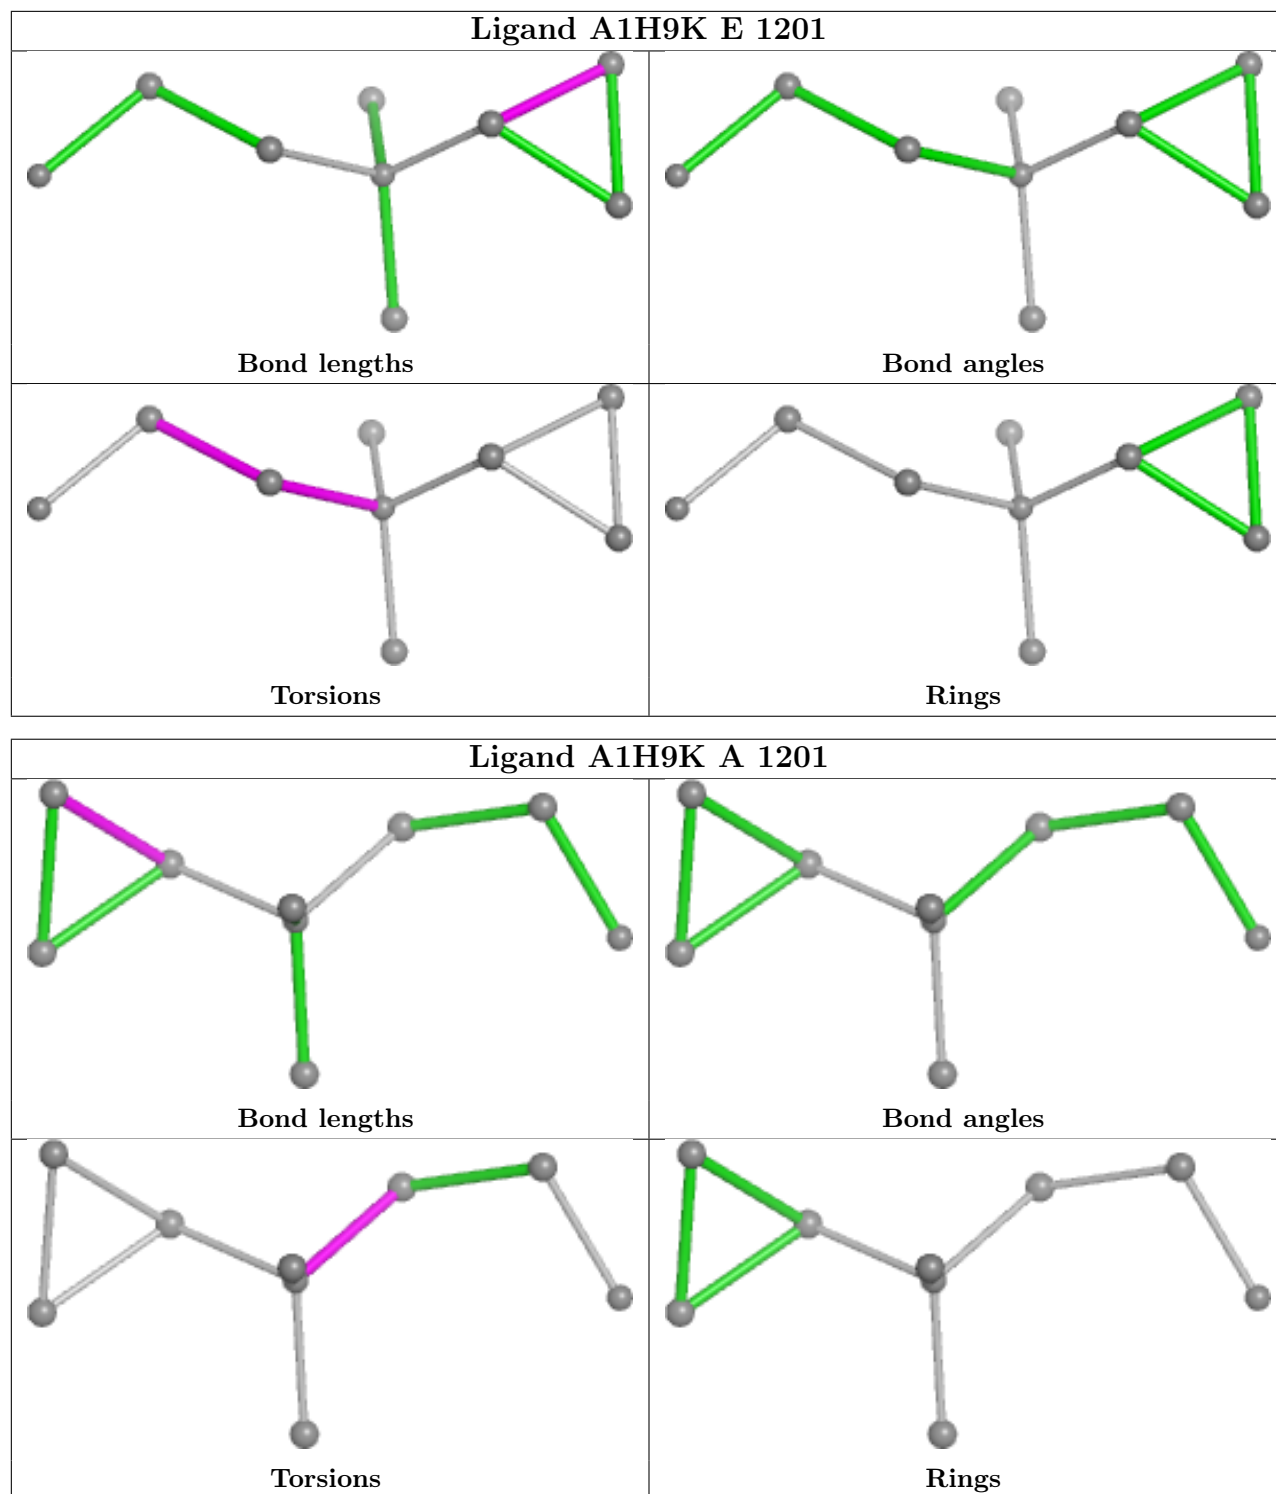 Ligand A1H9K E 1201
Bond lengths
Bond angles
Torsions
Rings
Ligand A1H9K A 1201
Bond lengths
Bond angles
Torsions
Rings